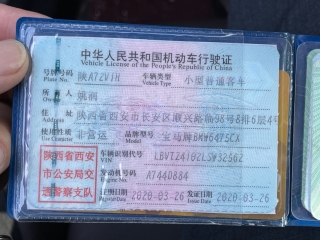 中华人民共和国机动车行驶证
Vehicle License of the People's Republic of China
号牌号码 陕A7ZV1H 车辆类型 小型普通客车
Plate No. Vehicle Type
所有人
Owner
住址 陕西省西安市长安区
Address
使用性质 非营运 品牌型号 宝马牌BMW6475CX
Use Character Model
陕西省西安
市公安局交
通警察支队
车辆识别代号
VIN
发动机号码 A7440884
Engine No.
注册日期 2020-03-26 发证日期 2020-03-26
Register Date Issue Date